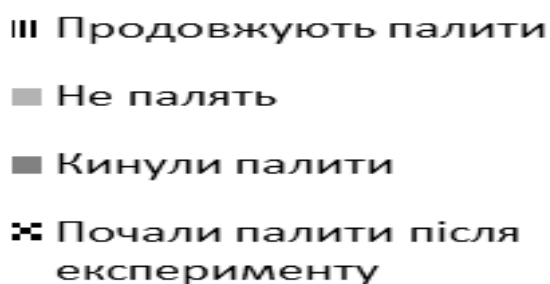 Продовжують палити
Не палять
Кинули палити
Почали палити після
експерименту